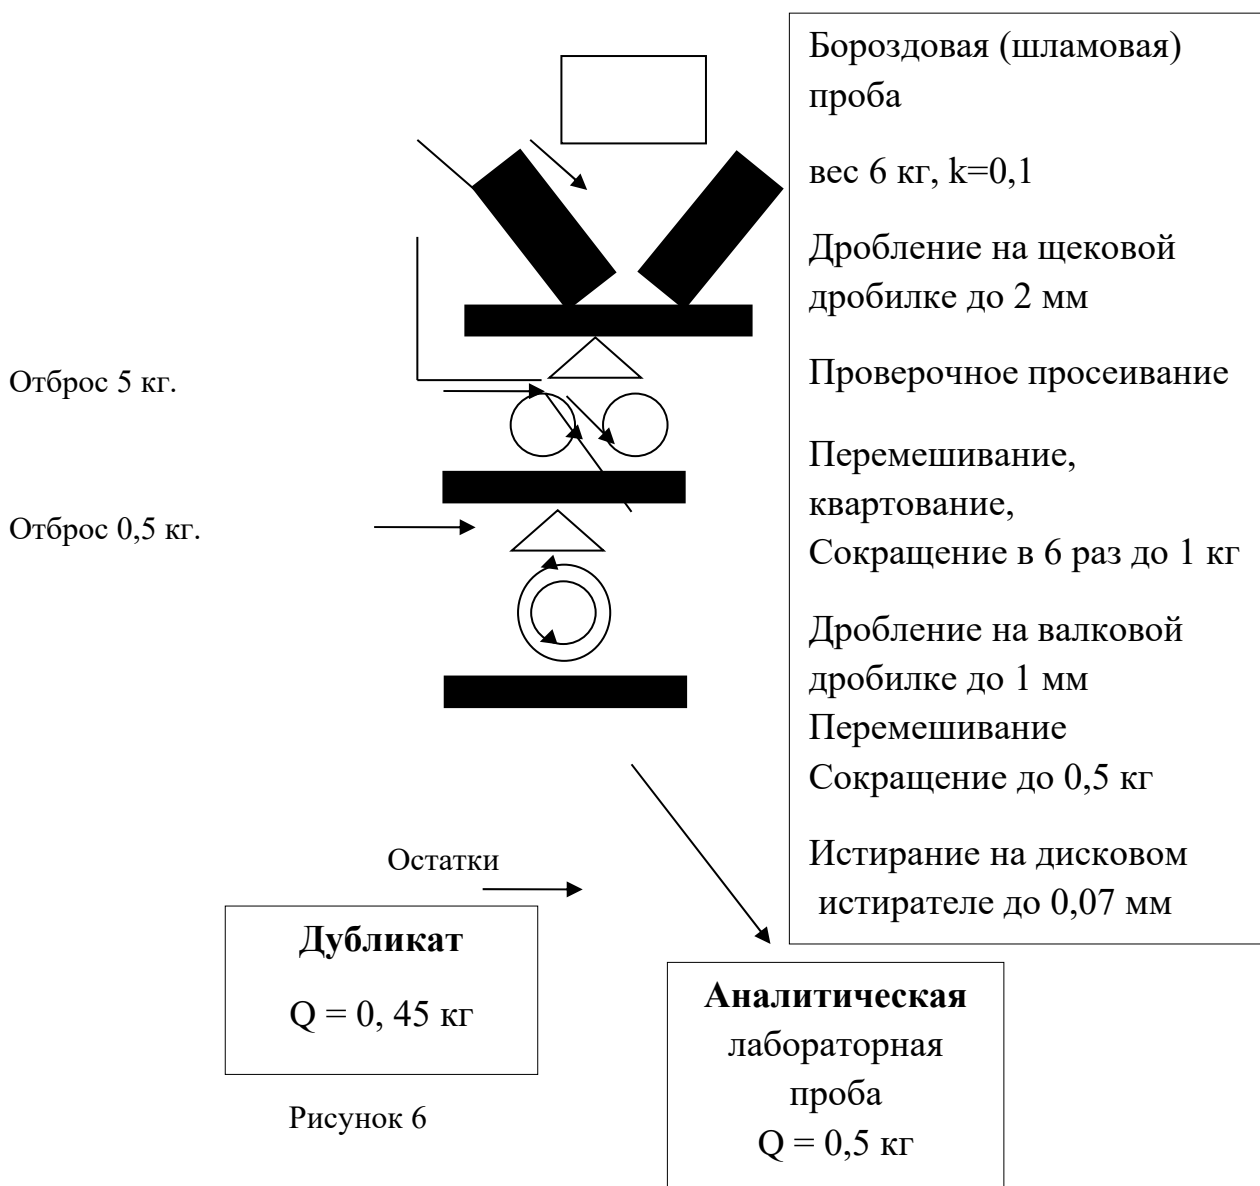 Бороздовая (шламовая)
проба
вес 6 кг, k=0,1
Дробление на щековой
дробилке до 2 мм
Проверочное просеивание
Перемешивание,
квартование,
Сокращение в 6 раз до 1 кг
Дробление на валковой
дробилке до 1 мм
Перемешивание
Сокращение до 0,5 кг
Истирание на дисковом
истирателе до 0,07 мм
Отброс 5 кг.
Отброс 0,5 кг.
Остатки
Дубликат
Q = 0, 45 кг
Аналитическая
лабораторная
проба
Q = 0,5 кг
Рисунок 6